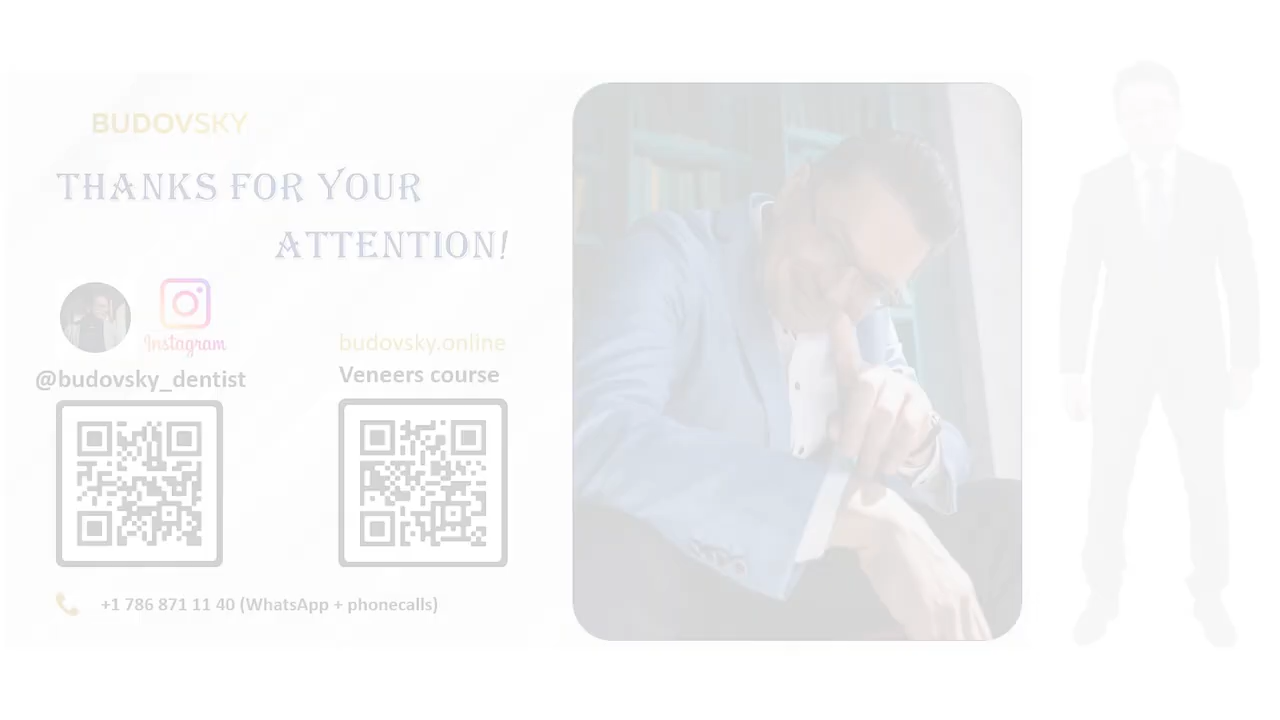 BUDOVSKY
THANKS FOR YOUR
ATTENTION!
Instagram
@budovsky_dentist
budovsky.online
Veneers course
+1 786 871 11 40 (WhatsApp + phonecalls)